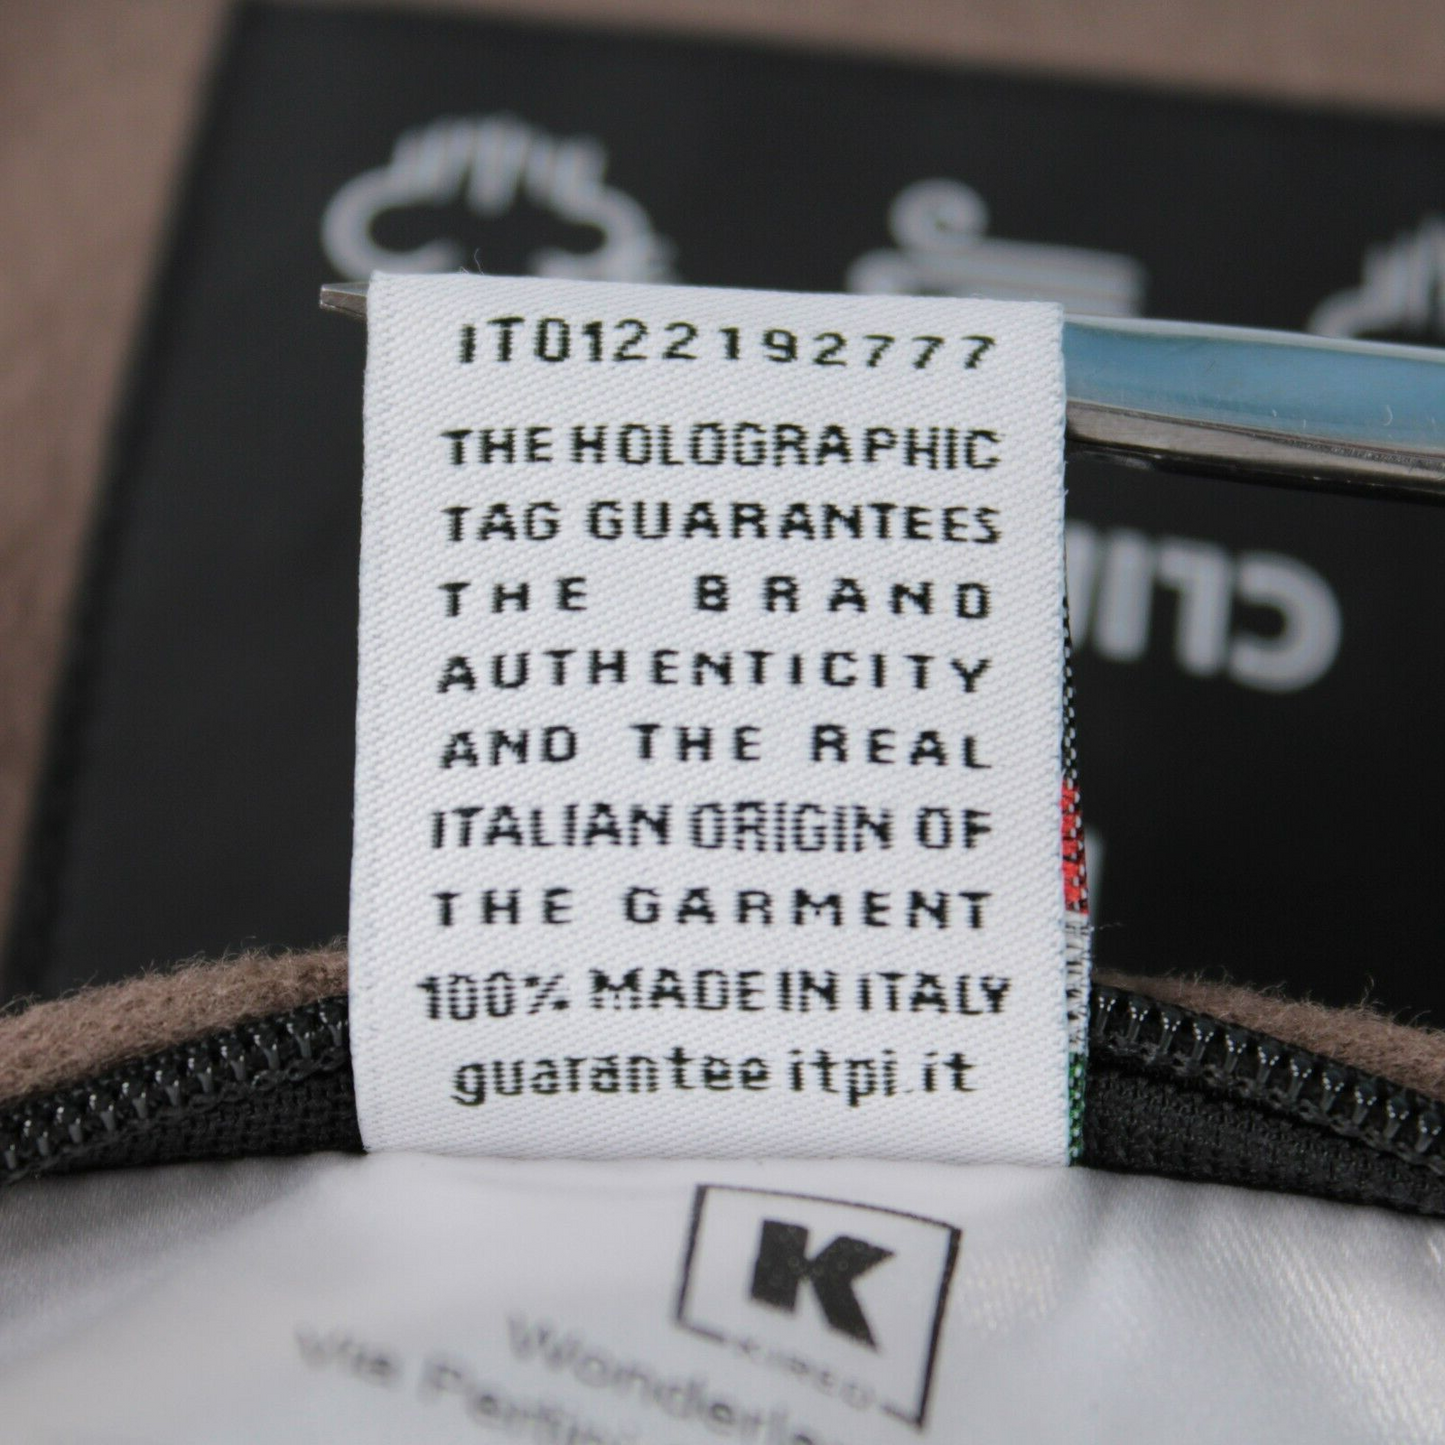 IT0122192777
THE HOLOGRAPHIC
TAG GUARANTEES
THE BRAND
AUTHENTICITY
AND THE REAL
ITALIAN ORIGIN OF
THE GARMENT
100% MADE IN ITALY
guarantee itpi.it
K
KIRED